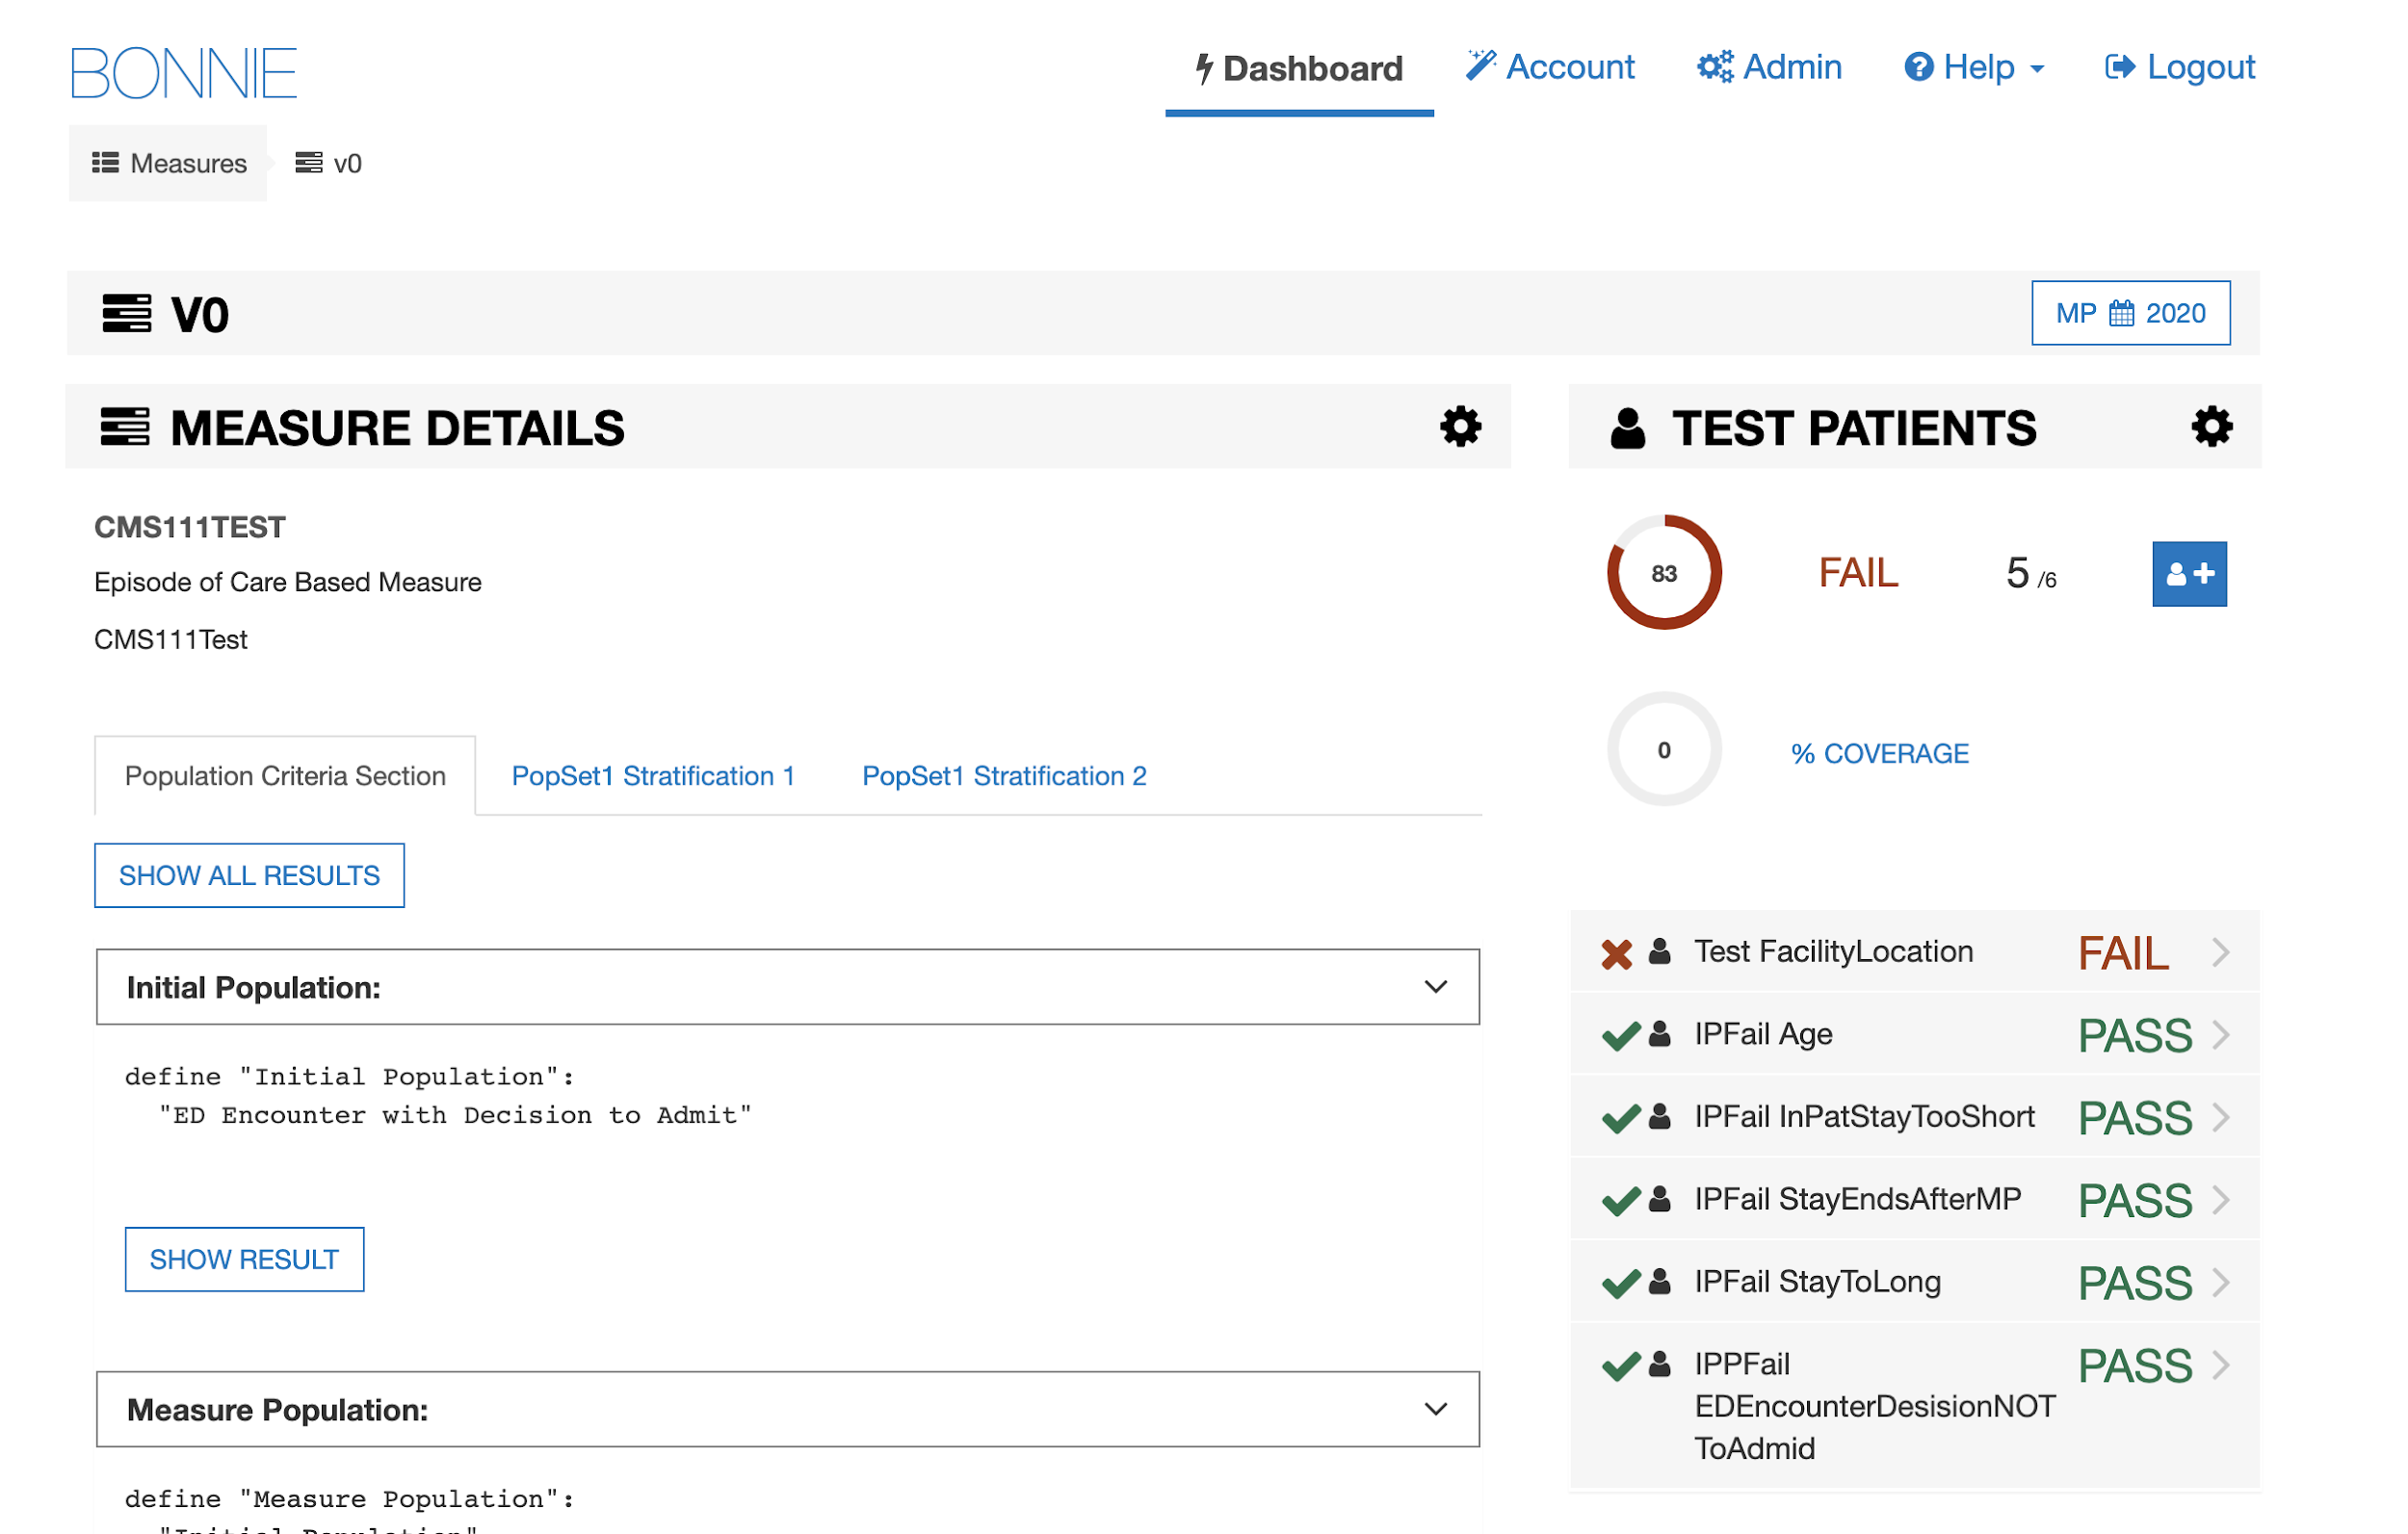 BONNIE
Dashboard
Account
Admin
Help
Logout
Measures
v0
V0
MP 2020
MEASURE DETAILS
CMS111TEST
Episode of Care Based Measure
CMS111Test
Population Criteria Section
PopSet1 Stratification 1
PopSet1 Stratification 2
SHOW ALL RESULTS
Initial Population:
define "Initial Population":
"ED Encounter with Decision to Admit"
SHOW RESULT
Measure Population:
define "Measure Population":
"Initial Population"
TEST PATIENTS
83
FAIL
5 /6
0
% COVERAGE
Test FacilityLocation FAIL
IPFail Age PASS
IPFail InPatStayTooShort PASS
IPFail StayEndsAfterMP PASS
IPFail StayToLong PASS
IPPFail PASS
EDEncounterDesisionNOT
ToAdmid